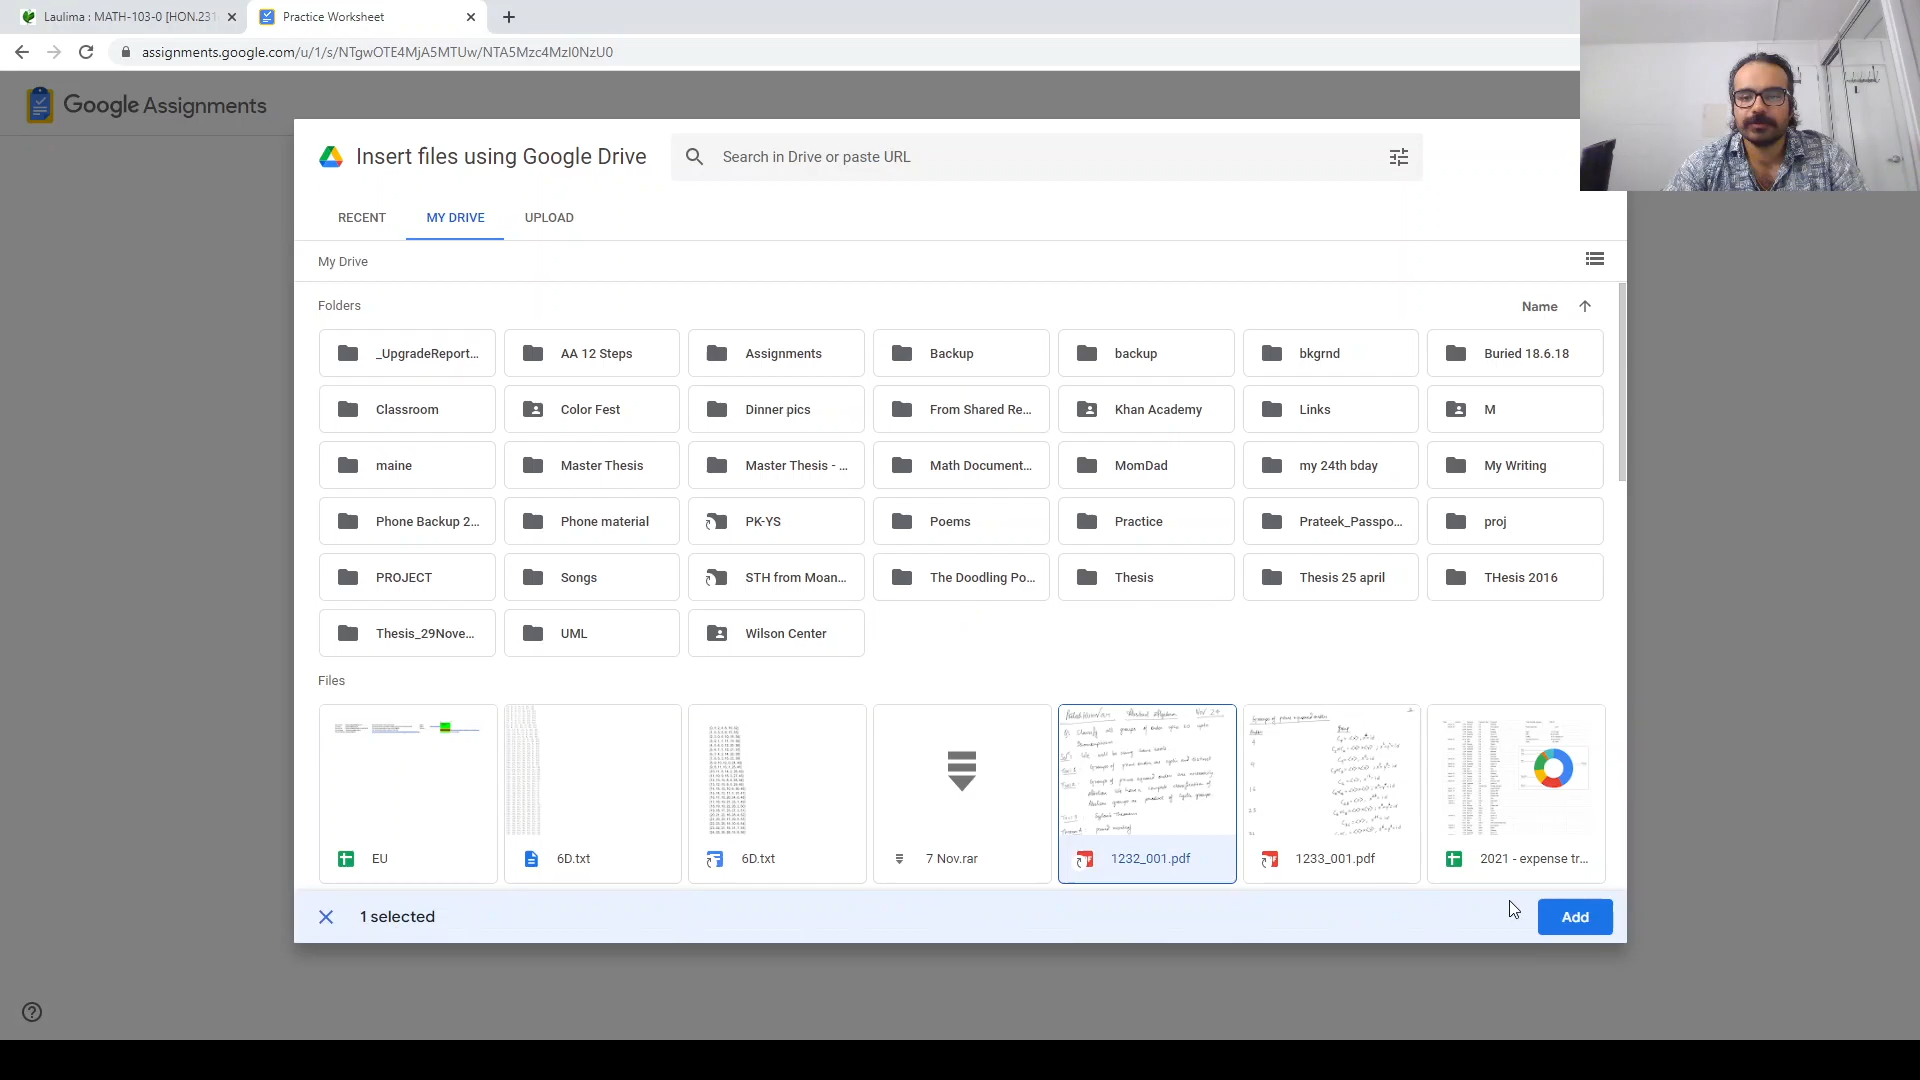 Laulima : MATH-103-0 [HON.231
Practice Worksheet
assignments.google.com/u/1/s/NTgwOTE4MjA5MTUw/NTA5Mzc4MzI0NzU0
Google Assignments
Insert files using Google Drive
Search in Drive or paste URL
RECENT
MY DRIVE
UPLOAD
My Drive
Folders
Name
_UpgradeReport...
AA 12 Steps
Assignments
Backup
backup
bkgrnd
Buried 18.6.18
Classroom
Color Fest
Dinner pics
From Shared Re...
Khan Academy
Links
M
maine
Master Thesis
Master Thesis - ...
Math Document...
MomDad
my 24th bday
My Writing
Phone Backup 2...
Phone material
PK-YS
Poems
Practice
Prateek_Passpo...
proj
PROJECT
Songs
STH from Moan...
The Doodling Po...
Thesis
Thesis 25 april
THesis 2016
Thesis_29Nove...
UML
Wilson Center
Files
EU
6D.txt
6D.txt
7 Nov.rar
1232_001.pdf
1233_001.pdf
2021 - expense tr...
1 selected
Add